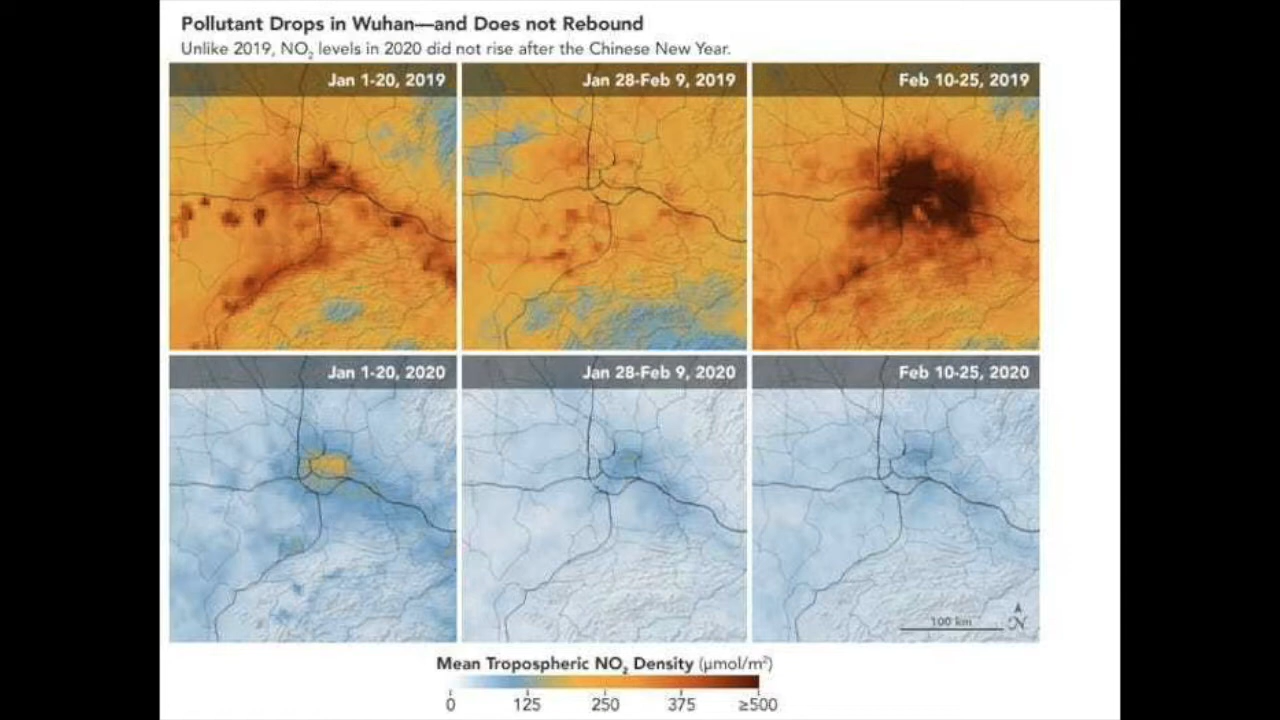 Pollutant Drops in Wuhan—and Does not Rebound
Unlike 2019, NO₂ levels in 2020 did not rise after the Chinese New Year.
Jan 1-20, 2019
Jan 28-Feb 9, 2019
Feb 10-25, 2019
Jan 1-20, 2020
Jan 28-Feb 9, 2020
Feb 10-25, 2020
100 km
N
Mean Tropospheric NO₂ Density (µmol/m²)
0 125 250 375 ≥500